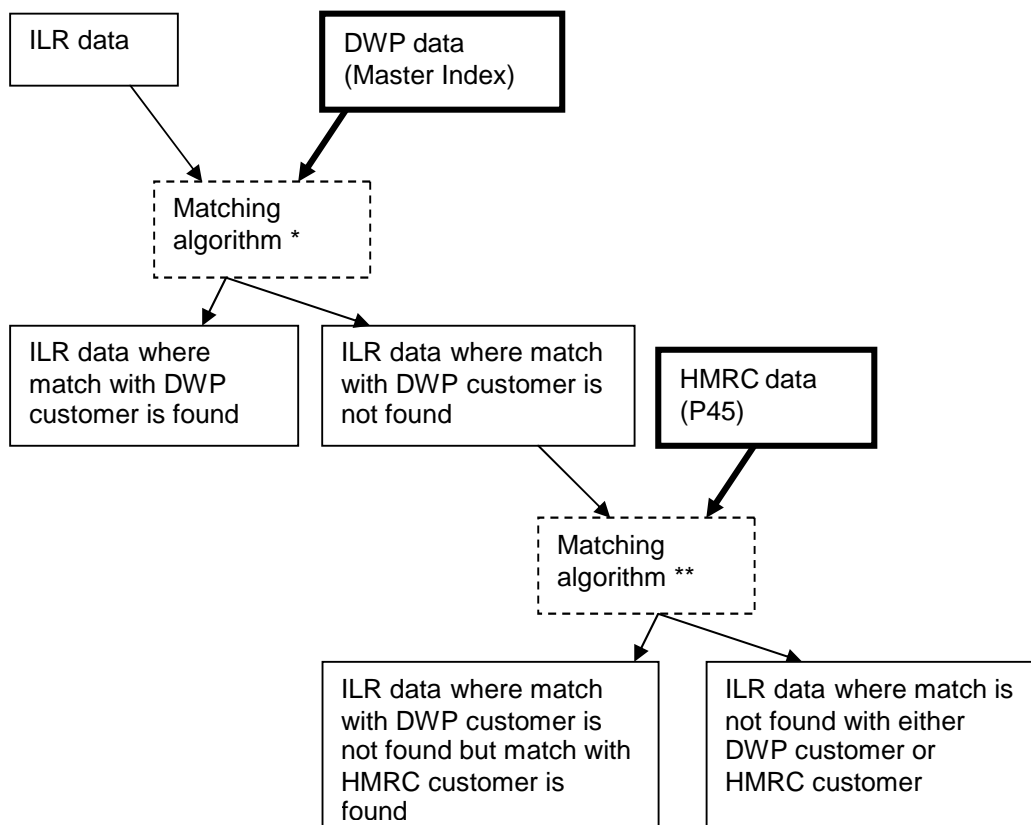 ILR data
DWP data
(Master Index)
Matching
algorithm *
ILR data where
match with DWP
customer is found
ILR data where match
with DWP customer is
not found
HMRC data
(P45)
Matching
algorithm **
ILR data where match
with DWP customer is
not found but match with
HMRC customer is
found
ILR data where match is
not found with either
DWP customer or
HMRC customer